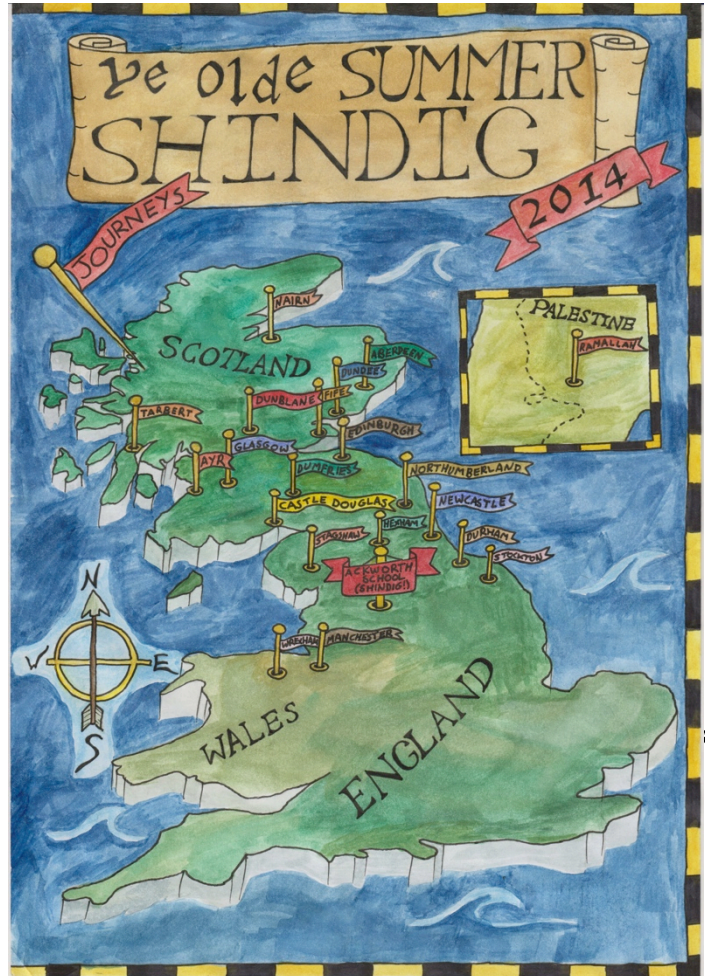 ye olde SUMMER
SHINDIG
2014
JOURNEYS
NAIRN
SCOTLAND
PALESTINE
RAMALLAH
ABERDEEN
DUNDEE
FIFE
DUNBLANE
TARBERT
EDINBURGH
GLASGOW
AYR
DUMFRIES
NORTHUMBERLAND
CASTLE DOUGLAS
NEWCASTLE
HEXHAM
STAGSHAW
DURHAM
STOCKTON
ACKWORTH
SCHOOL
(SHINDIG!)
WREXHAM
MANCHESTER
N
W
E
S
WALES
ENGLAND